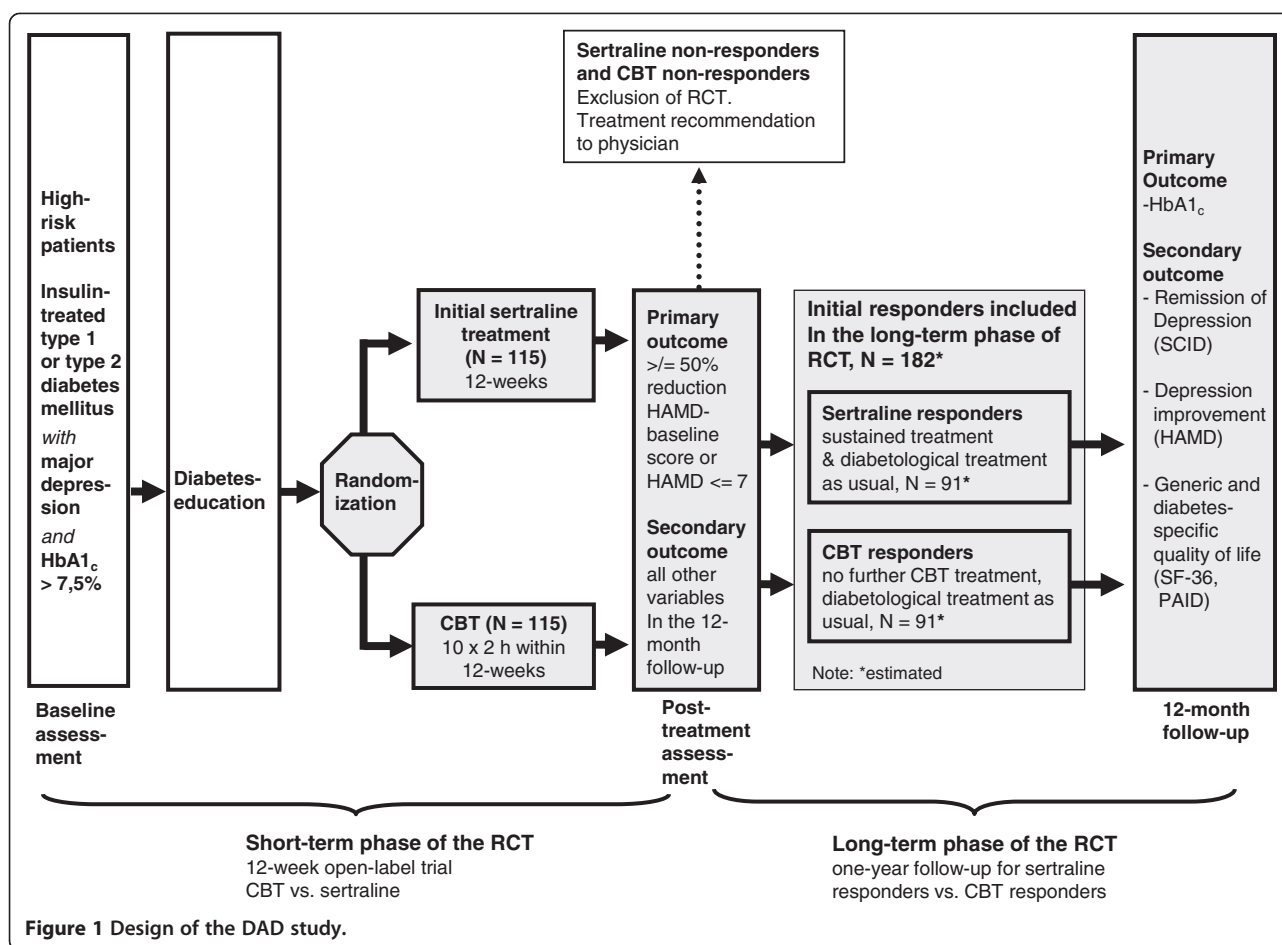 Sertraline non-responders
and CBT non-responders
Exclusion of RCT.
Treatment recommendation
to physician
High-
risk
patients
Insulin-
treated
type 1
or type 2
diabetes
mellitus
with
major
depres-
sion
and
HbA1c
> 7,5%
Baseline
assess-
ment
Diabetes-
education
Random-
ization
Initial sertraline
treatment
(N = 115)
12-weeks
CBT (N = 115)
10 x 2 h within
12-weeks
Primary
outcome
>/= 50%
reduction
HAMD-
baseline
score or
HAMD <= 7
Secondary
outcome
all other
variables
In the 12-
month
follow-up
Post-
treatment
assess-
ment
Initial responders included
In the long-term phase of
RCT, N = 182*
Sertraline responders
sustained treatment
& diabetological treatment
as usual, N = 91*
CBT responders
no further CBT treatment,
diabetological treatment as
usual, N = 91*
Note: *estimated
Primary
Outcome
-HbA1c
Secondary
outcome
- Remission of
Depression
(SCID)
- Depression
improvement
(HAMD)
- Generic and
diabetes-
specific
quality of life
(SF-36,
PAID)
12-month
follow-up
Short-term phase of the RCT
12-week open-label trial
CBT vs. sertraline
Long-term phase of the RCT
one-year follow-up for sertraline
responders vs. CBT responders
Figure 1 Design of the DAD study.